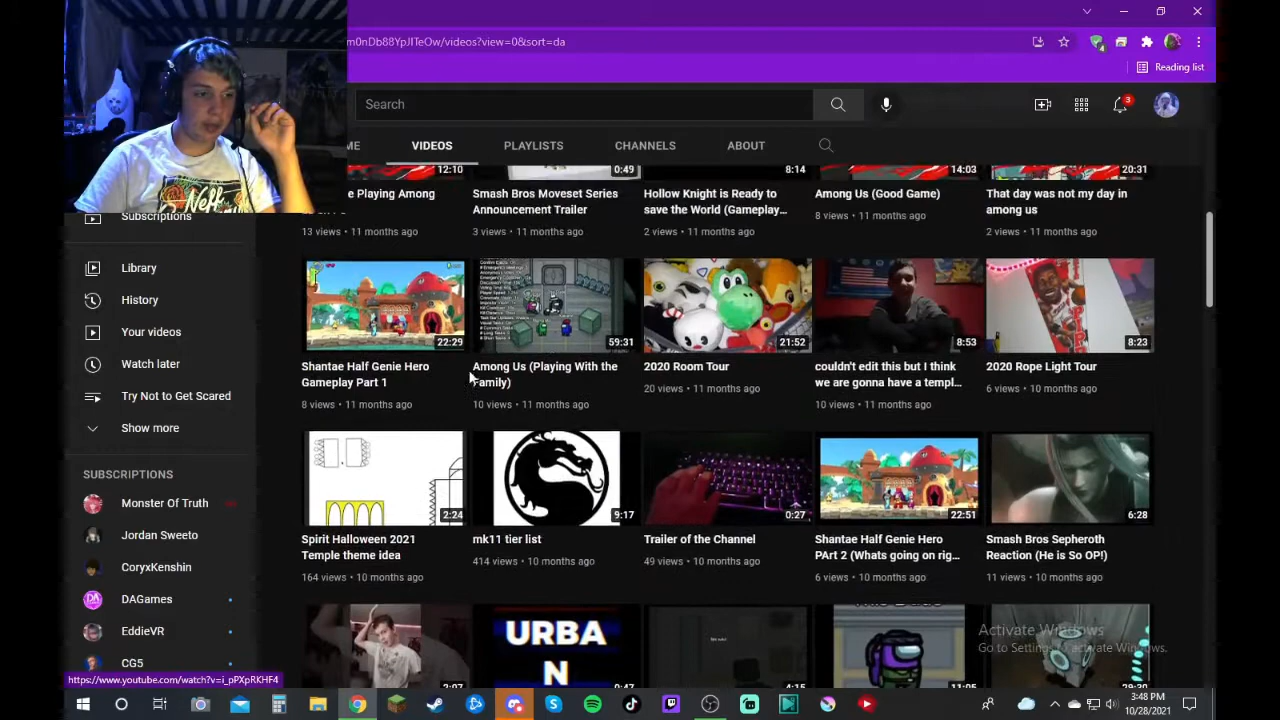 m0nDb88YpJITeOw/videos?view=0&sort=da
Reading list
Search
3
ME
VIDEOS
PLAYLISTS
CHANNELS
ABOUT
12:10
0:49
8:14
14:03
20:31
e Playing Among
13 views • 11 months ago
Smash Bros Moveset Series
Announcement Trailer
3 views • 11 months ago
Hollow Knight is Ready to
save the World (Gameplay...
2 views • 11 months ago
Among Us (Good Game)
8 views • 11 months ago
That day was not my day in
among us
2 views • 11 months ago
Subscriptions
Library
History
Your videos
Watch later
Try Not to Get Scared
Show more
SUBSCRIPTIONS
Monster Of Truth
Jordan Sweeto
CoryxKenshin
DAGames
EddieVR
CG5
22:29
Shantae Half Genie Hero
Gameplay Part 1
8 views • 11 months ago
59:31
Among Us (Playing With the
Family)
10 views • 11 months ago
21:52
2020 Room Tour
20 views • 11 months ago
8:53
couldn't edit this but I think
we are gonna have a templ...
10 views • 11 months ago
8:23
2020 Rope Light Tour
6 views • 10 months ago
2:24
Spirit Halloween 2021
Temple theme idea
164 views • 10 months ago
9:17
mk11 tier list
414 views • 10 months ago
0:27
Trailer of the Channel
49 views • 10 months ago
22:51
Shantae Half Genie Hero
PArt 2 (Whats going on rig...
6 views • 10 months ago
6:28
Smash Bros Sepheroth
Reaction (He is So OP!)
11 views • 10 months ago
URBA
N
2:07
0:47
4:15
11:05
29:30
Activate Windows
Go to Settings to activate Windows.
https://www.youtube.com/watch?v=i_pPXpRKHF4
3:48 PM
10/28/2021